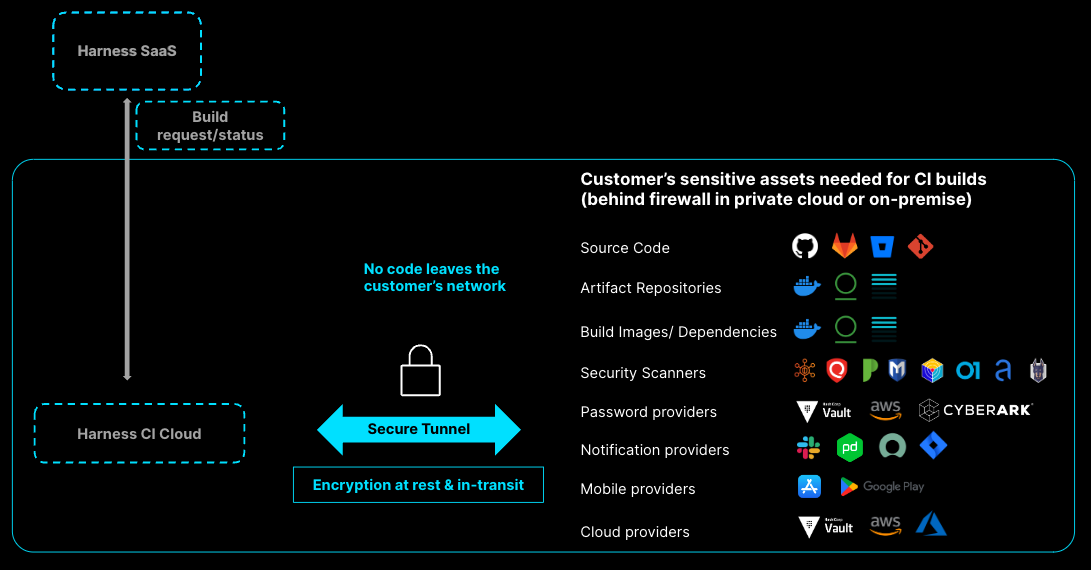 Harness SaaS
Build
request/status
Customer’s sensitive assets needed for CI builds
(behind firewall in private cloud or on-premise)
Source Code
No code leaves the
customer’s network
Artifact Repositories
Build Images/ Dependencies
Security Scanners
Password providers
HashiCorp
Vault
aws
CYBERARK®
Harness CI Cloud
Secure Tunnel
Notification providers
pd
Encryption at rest & in-transit
Mobile providers
Google Play
Cloud providers
HashiCorp
Vault
aws